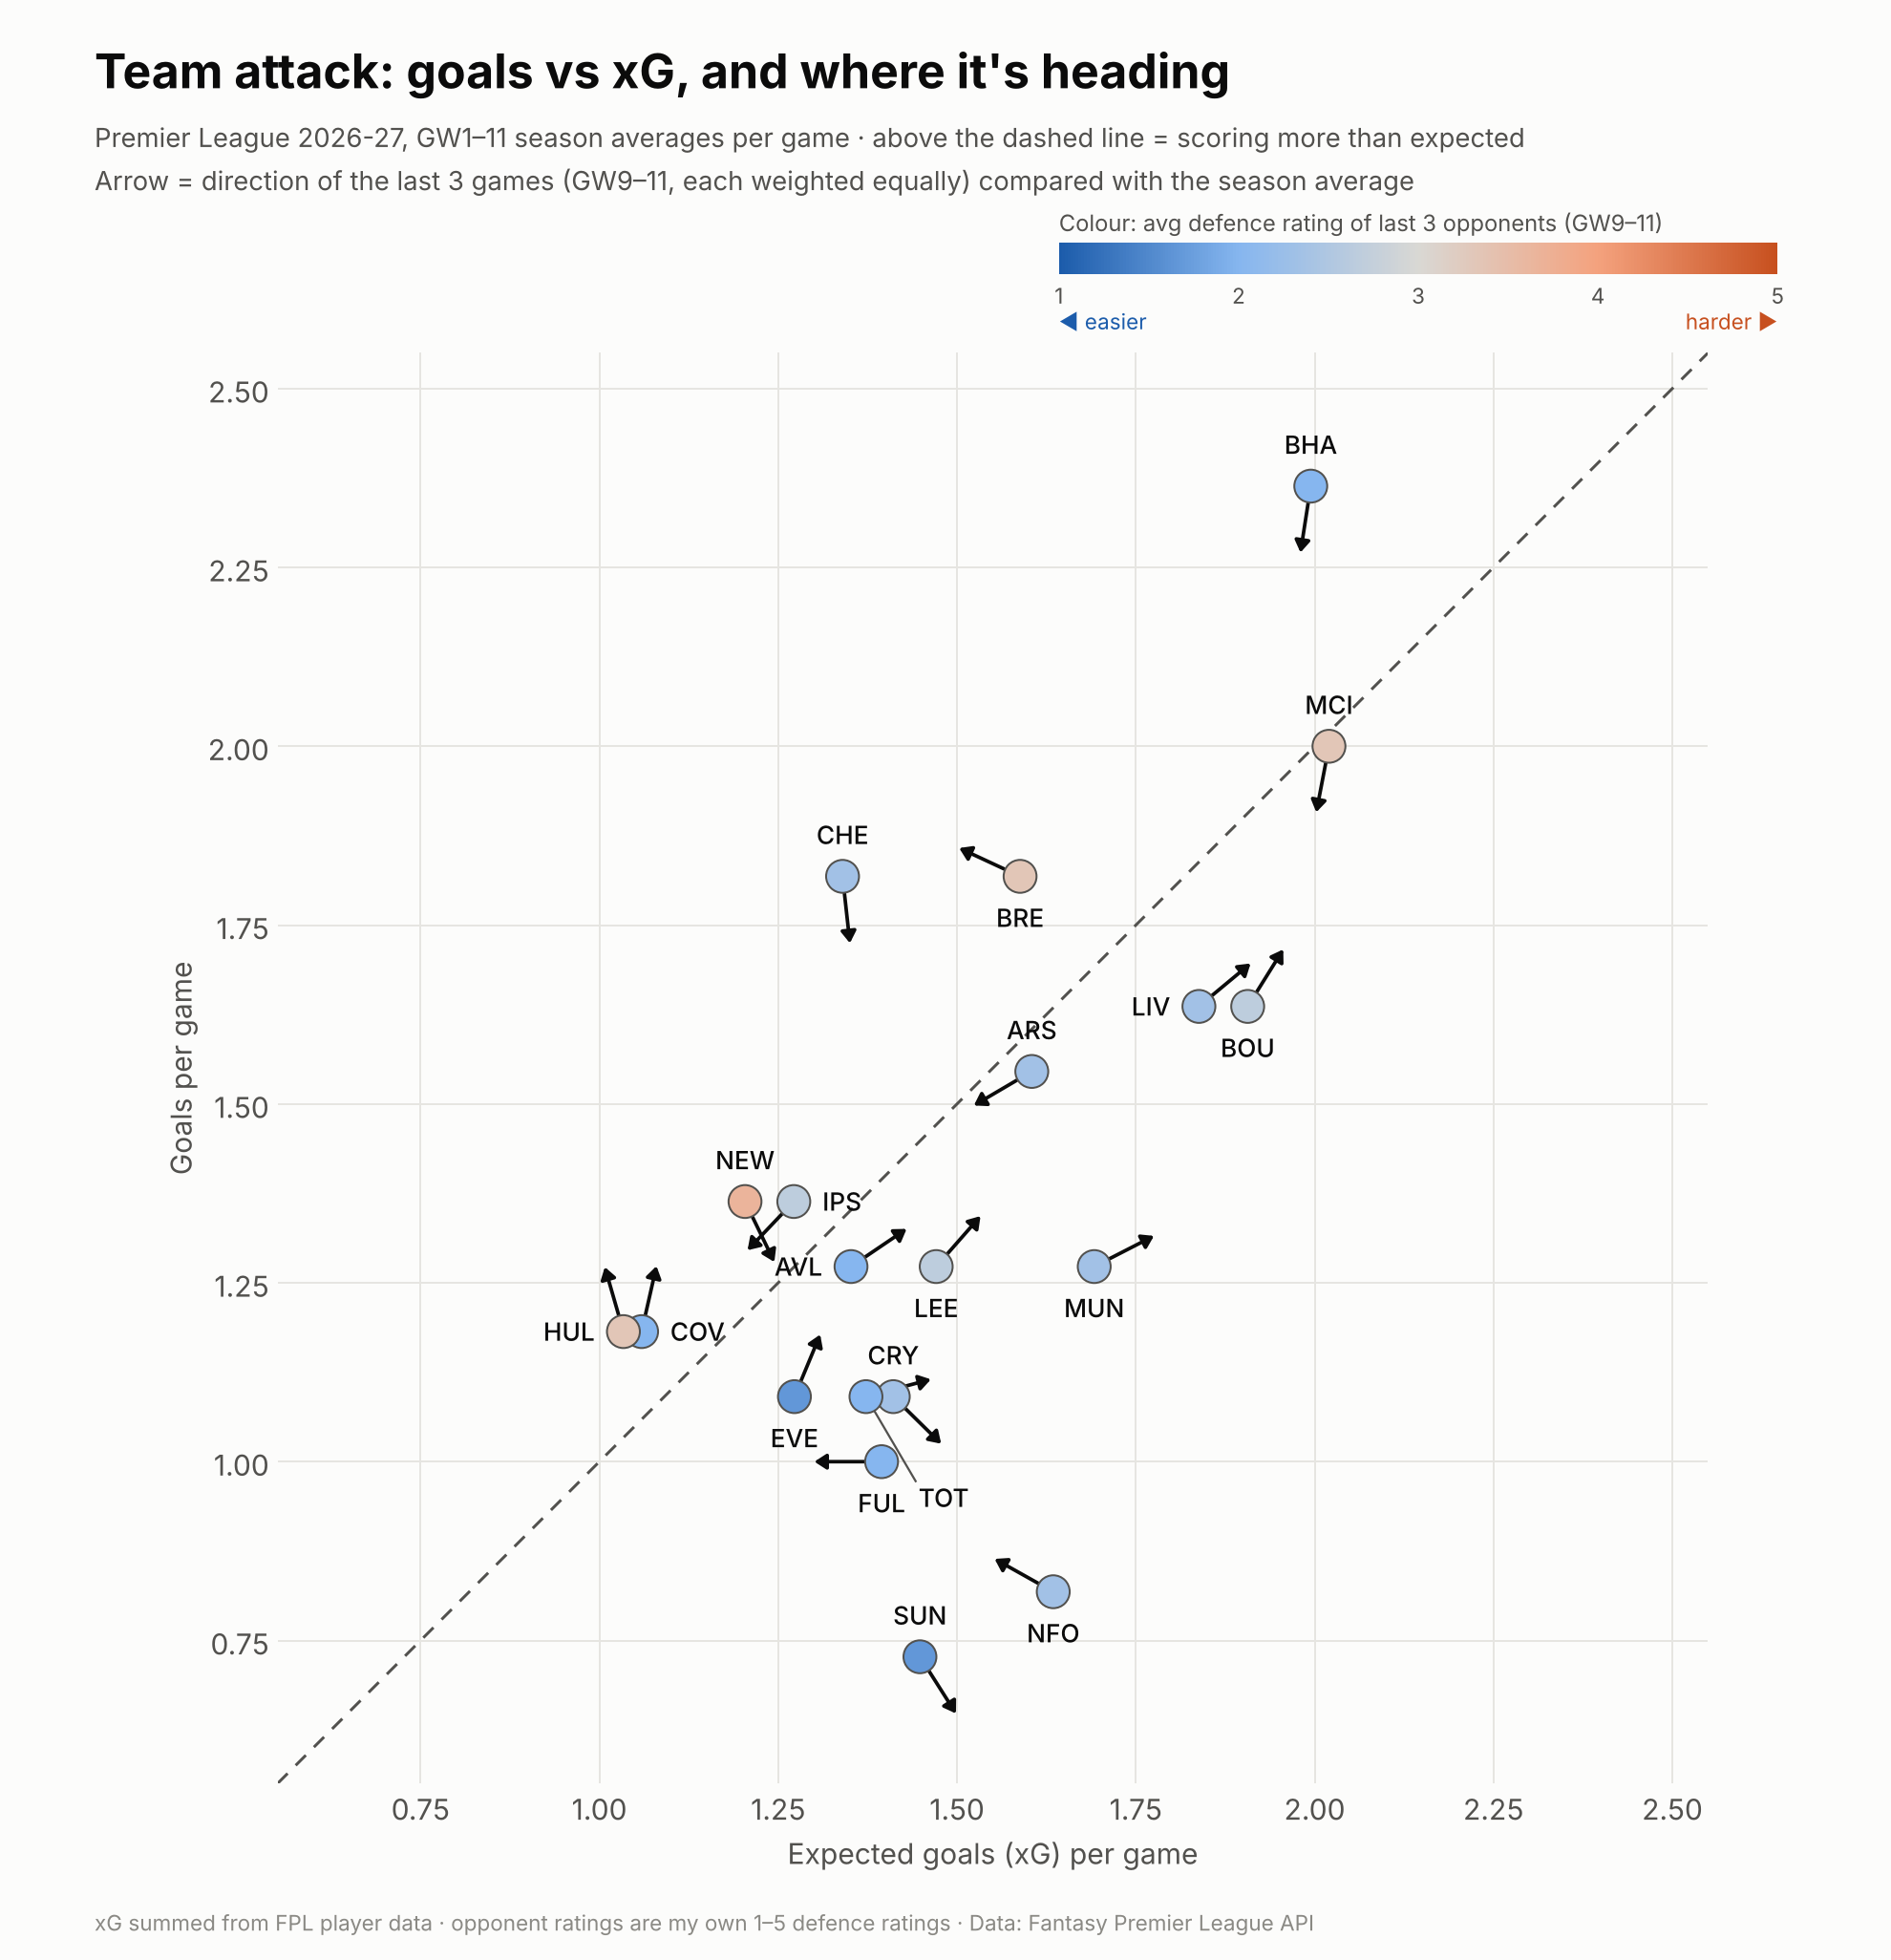 Team attack: goals vs xG, and where it's heading
Premier League 2026-27, GW1–11 season averages per game · above the dashed line = scoring more than expected
Arrow = direction of the last 3 games (GW9–11, each weighted equally) compared with the season average
Colour: avg defence rating of last 3 opponents (GW9–11)
1 2 3 4 5
◀ easier harder ▶
2.50
BHA
2.25
MCI
2.00
CHE
BRE
1.75
LIV
ARS
BOU
Goals per game
1.50
NEW
IPS
AVL
1.25
LEE MUN
HUL COV
CRY
EVE
1.00
FUL TOT
SUN
NFO
0.75
0.75 1.00 1.25 1.50 1.75 2.00 2.25 2.50
Expected goals (xG) per game
xG summed from FPL player data · opponent ratings are my own 1–5 defence ratings · Data: Fantasy Premier League API